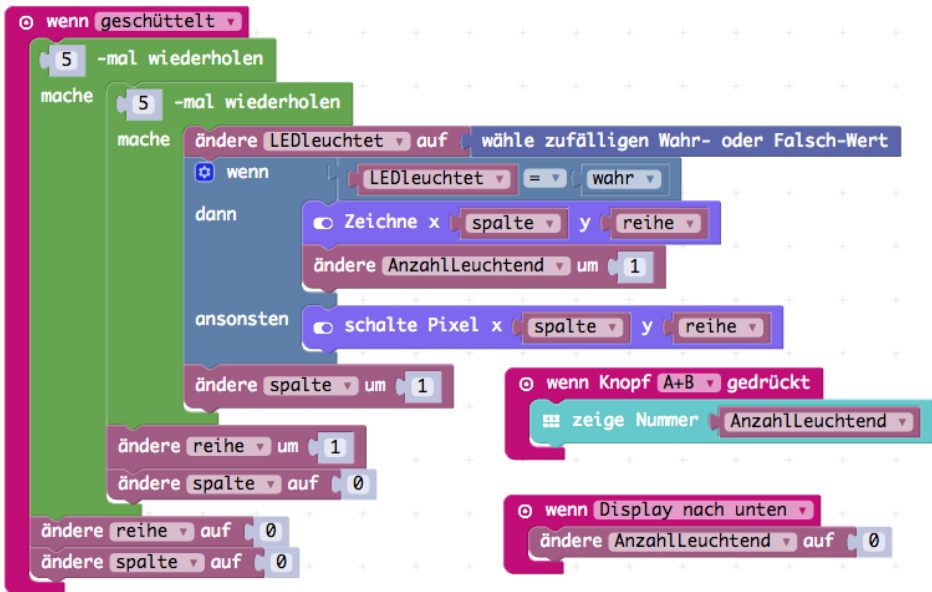 wenn geschüttelt
5 -mal wiederholen
mache 5 -mal wiederholen
mache ändere LEDleuchtet auf wähle zufälligen Wahr- oder Falsch-Wert
wenn LEDleuchtet = wahr
dann Zeichne x spalte y reihe
ändere AnzahlLeuchtend um 1
ansonsten schalte Pixel x spalte y reihe
ändere spalte um 1
ändere reihe um 1
ändere spalte auf 0
ändere reihe auf 0
ändere spalte auf 0
wenn Knopf A+B gedrückt
zeige Nummer AnzahlLeuchtend
wenn Display nach unten
ändere AnzahlLeuchtend auf 0